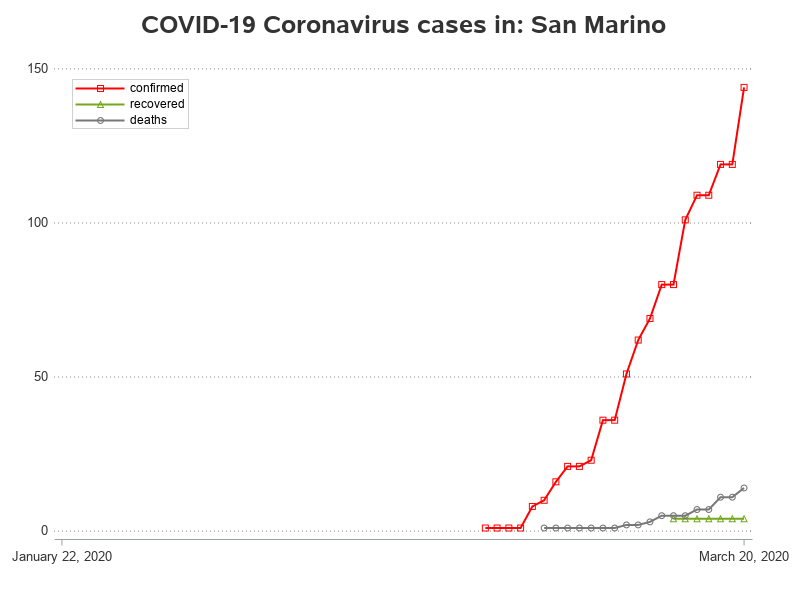 COVID-19 Coronavirus cases in: San Marino
150
confirmed
recovered
deaths
100
50
0
January 22, 2020
March 20, 2020